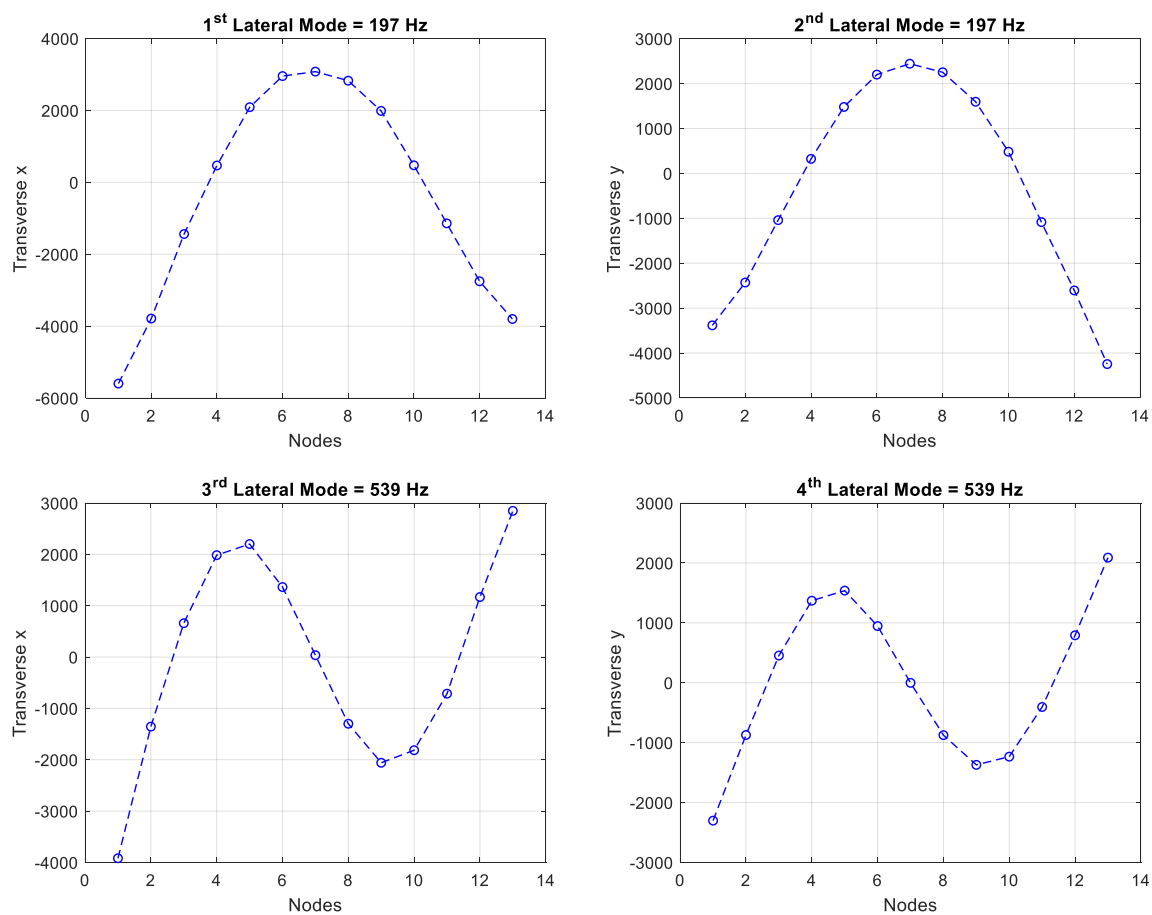 1st Lateral Mode = 197 Hz
4000
2000
0
-2000
-4000
-6000
Transverse x
0 2 4 6 8 10 12 14
Nodes
2nd Lateral Mode = 197 Hz
3000
2000
1000
0
-1000
-2000
-3000
-4000
-5000
Transverse y
0 2 4 6 8 10 12 14
Nodes
3rd Lateral Mode = 539 Hz
3000
2000
1000
0
-1000
-2000
-3000
-4000
Transverse x
0 2 4 6 8 10 12 14
Nodes
4th Lateral Mode = 539 Hz
3000
2000
1000
0
-1000
-2000
-3000
Transverse y
0 2 4 6 8 10 12 14
Nodes